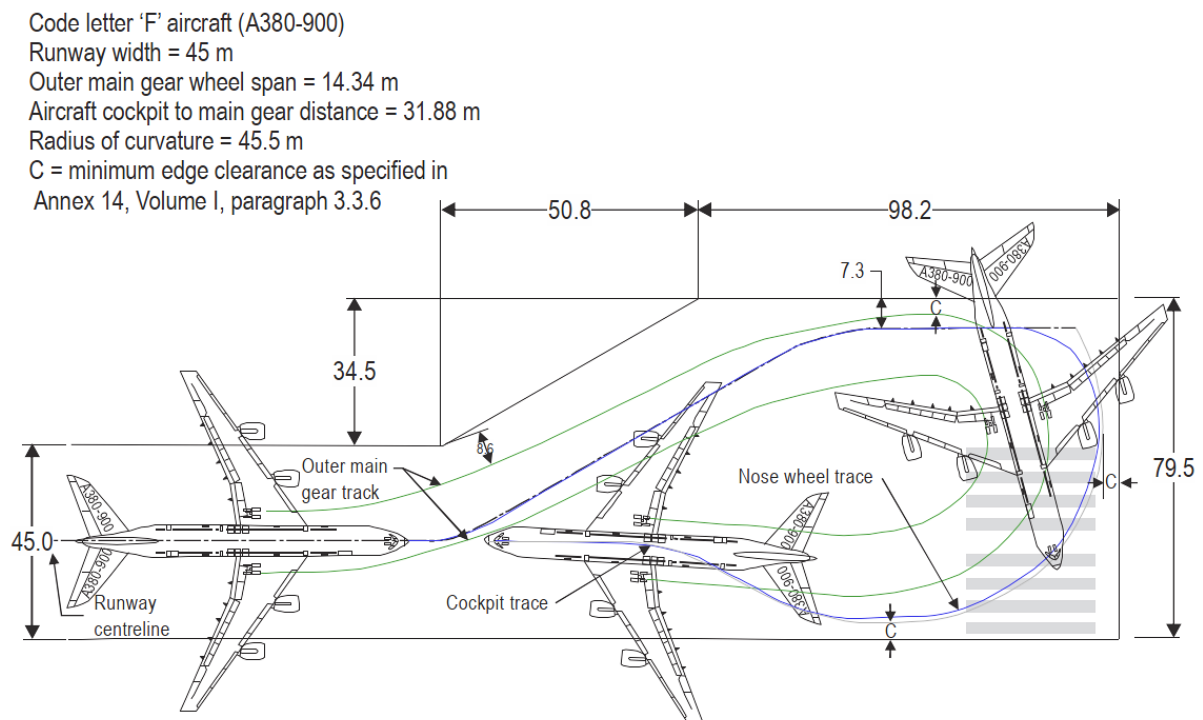 Code letter ‘F’ aircraft (A380-900)
Runway width = 45 m
Outer main gear wheel span = 14.34 m
Aircraft cockpit to main gear distance = 31.88 m
Radius of curvature = 45.5 m
C = minimum edge clearance as specified in
Annex 14, Volume I, paragraph 3.3.6
50.8
98.2
7.3
C
A380-900
900
34.5
8.6
Outer main
gear track
Nose wheel trace
C
79.5
A380-900
A380-900
45.0
A380-900
900
Cockpit trace
A380-900
Runway
centreline
C